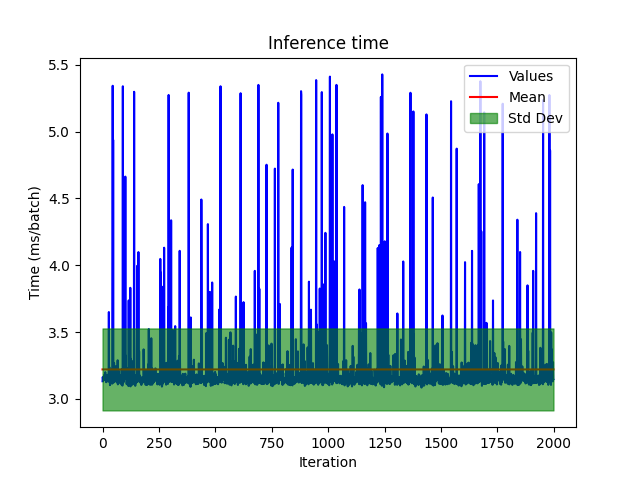 Inference time
Time (ms/batch)
5.5
5.0
4.5
4.0
3.5
3.0
Values
Mean
Std Dev
0 250 500 750 1000 1250 1500 1750 2000
Iteration